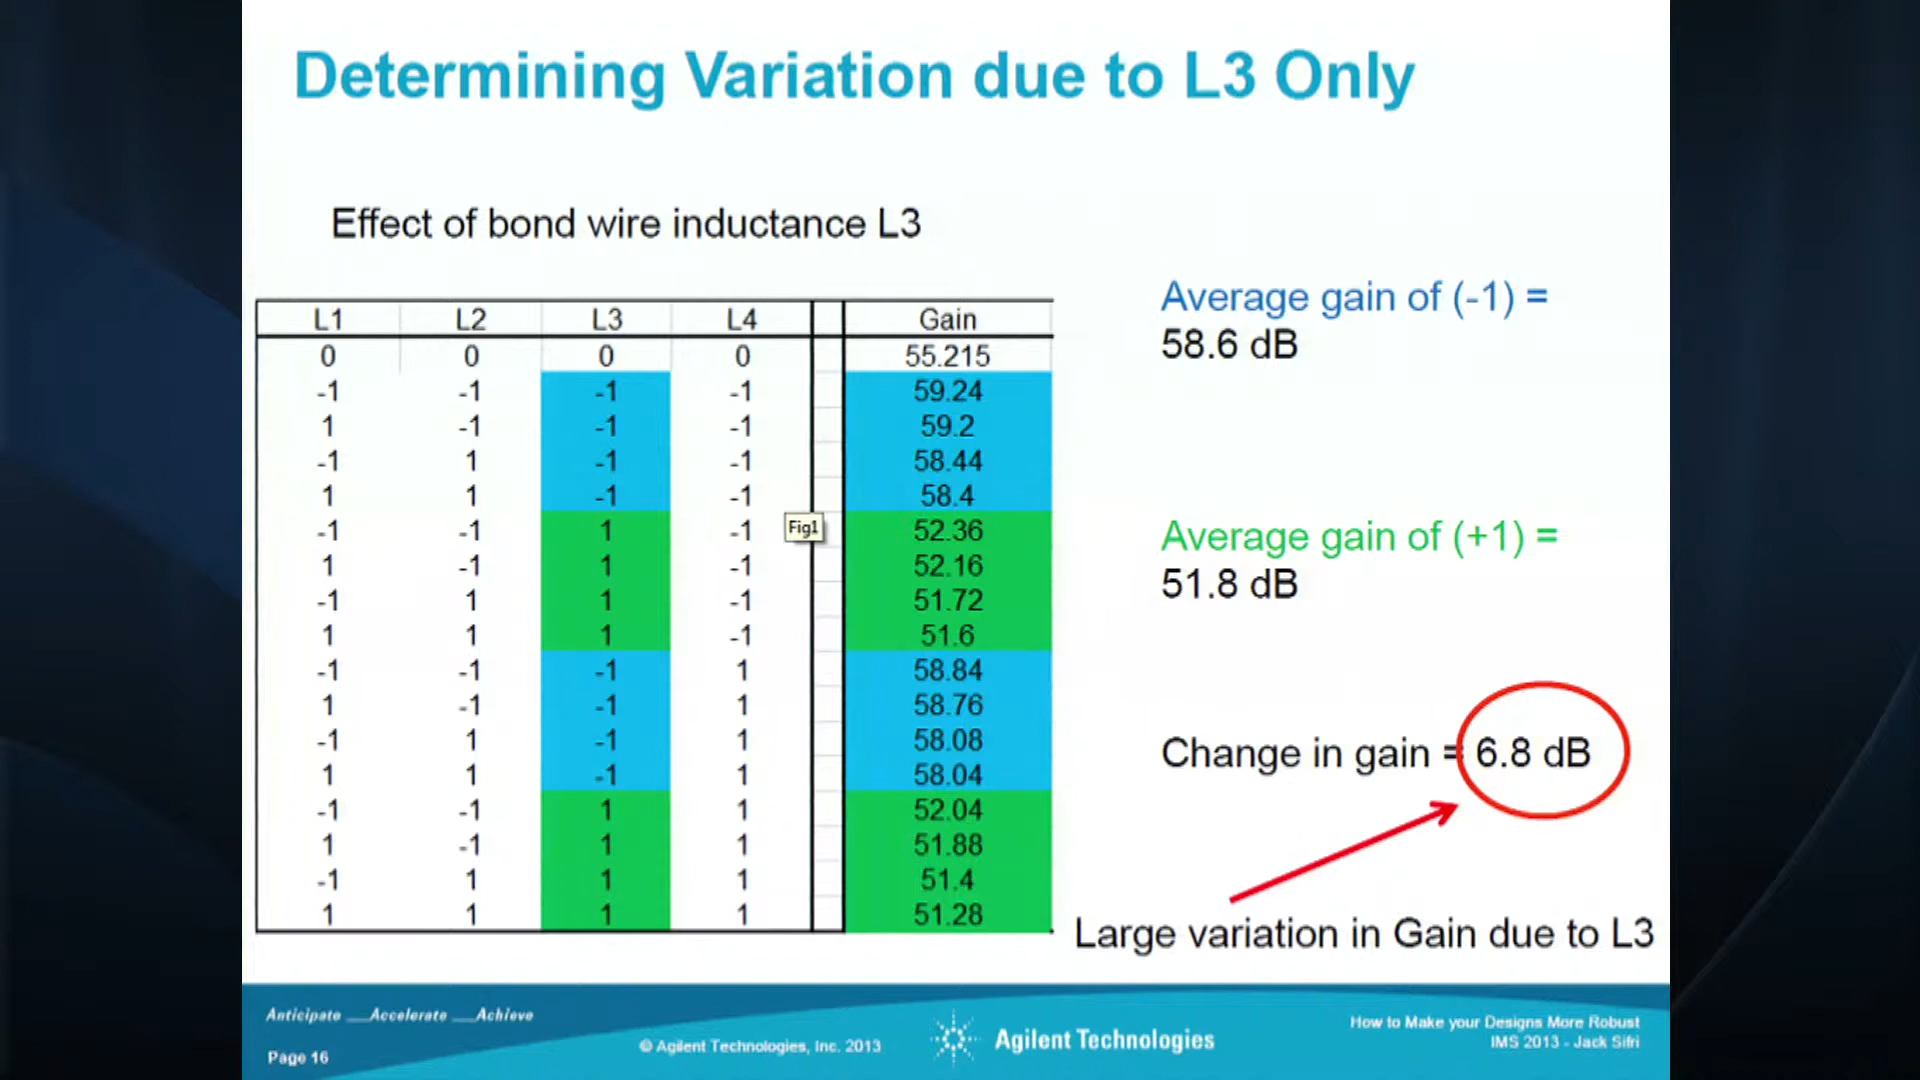 Determining Variation due to L3 Only
Effect of bond wire inductance L3
L1 L2 L3 L4 Gain
0 0 0 0 55.215
-1 -1 -1 -1 59.24
1 -1 -1 -1 59.2
-1 1 -1 -1 58.44
1 1 -1 -1 58.4
-1 -1 1 -1 52.36
1 -1 1 -1 52.16
-1 1 1 -1 51.72
1 1 1 -1 51.6
-1 -1 -1 1 58.84
1 -1 -1 1 58.76
-1 1 -1 1 58.08
1 1 -1 1 58.04
-1 -1 1 1 52.04
1 -1 1 1 51.88
-1 1 1 1 51.4
1 1 1 1 51.28
Fig1
Average gain of (-1) =
58.6 dB
Average gain of (+1) =
51.8 dB
Change in gain = 6.8 dB
Large variation in Gain due to L3
Anticipate __Accelerate __Achieve
Page 16
© Agilent Technologies, Inc. 2013
Agilent Technologies
How to Make your Designs More Robust
IMS 2013 - Jack Sifri